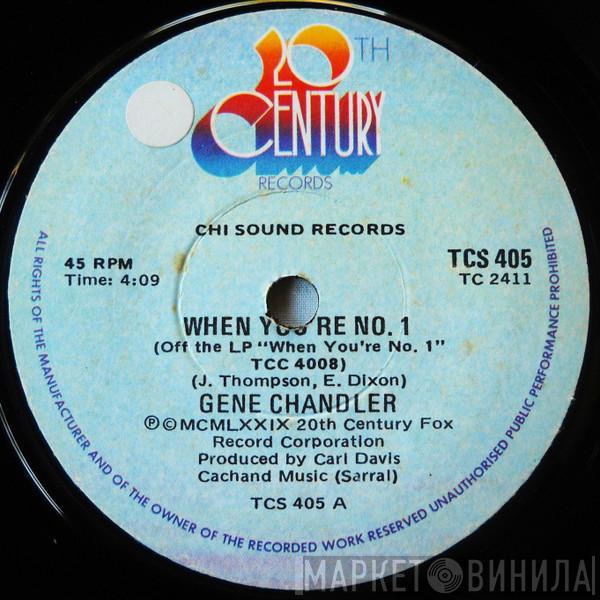 20TH
CENTURY
RECORDS
CHI SOUND RECORDS
45 RPM
Time: 4:09
TCS 405
TC 2411
WHEN YOU'RE NO. 1
(Off the LP "When You're No. 1"
TCC 4008)
(J. Thompson, E. Dixon)
GENE CHANDLER
ⓅⒸMCMLXXIX 20th Century Fox
Record Corporation
Produced by Carl Davis
Cachand Music (Sarral)
TCS 405 A
ALL RIGHTS OF THE MANUFACTURER AND OF THE OWNER OF THE RECORDED WORK RESERVED UNAUTHORISED PUBLIC PERFORMANCE PROHIBITED
МАРКЕТ ВИНИЛА